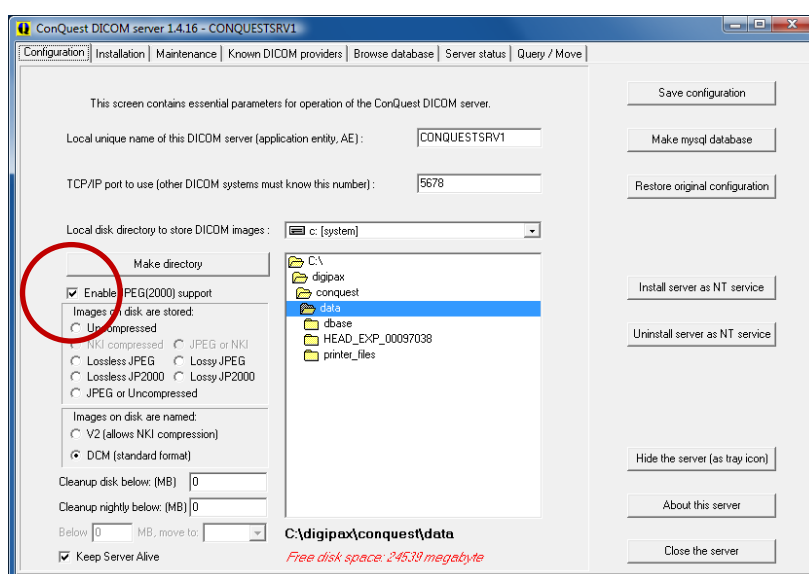 ConQuest DICOM server 1.4.16 - CONQUESTSRV1
Configuration Installation Maintenance Known DICOM providers Browse database Server status Query / Move
This screen contains essential parameters for operation of the ConQuest DICOM server.
Save configuration
Local unique name of this DICOM server (application entity, AE) : CONQUESTSRV1
Make mysql database
TCP/IP port to use (other DICOM systems must know this number) : 5678
Restore original configuration
Local disk directory to store DICOM images : c: [system]
Make directory
C:\
digipax
Enable JPEG(2000) support
conquest
Install server as NT service
Images on disk are stored:
data
Uncompressed
dbase
NKI compressed JPEG or NKI
HEAD_EXP_00097038
Uninstall server as NT service
Lossless JPEG Lossy JPEG
printer_files
Lossless JP2000 Lossy JP2000
JPEG or Uncompressed
Images on disk are named:
V2 (allows NKI compression)
DCM (standard format)
Hide the server (as tray icon)
Cleanup disk below: (MB) 0
Cleanup nightly below: (MB) 0
About this server
Below 0 MB, move to:
C:\digipax\conquest\data
Keep Server Alive
Free disk space: 24539 megabyte
Close the server